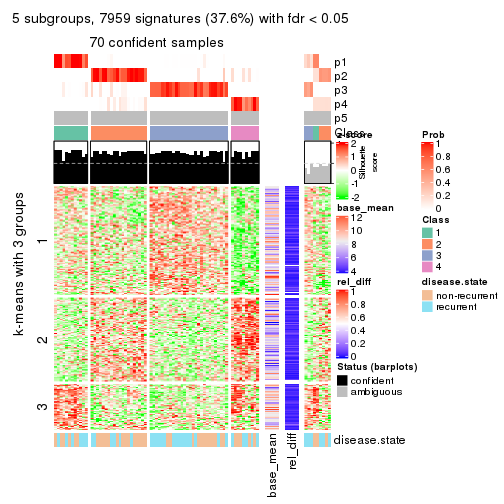 5 subgroups, 7959 signatures (37.6%) with fdr < 0.05
70 confident samples
p1
p2
p3
p4
p5
Class
Silhouette
score
k-means with 3 groups
1
2
3
base_mean
rel_diff
disease.state
z-score
2
1
0
-1
-2
base_mean
12
10
8
6
4
rel_diff
1
0.8
0.6
0.4
0.2
0
Status (barplots)
confident
ambiguous
Prob
1
0.8
0.6
0.4
0.2
0
Class
1
2
3
4
disease.state
non-recurrent
recurrent